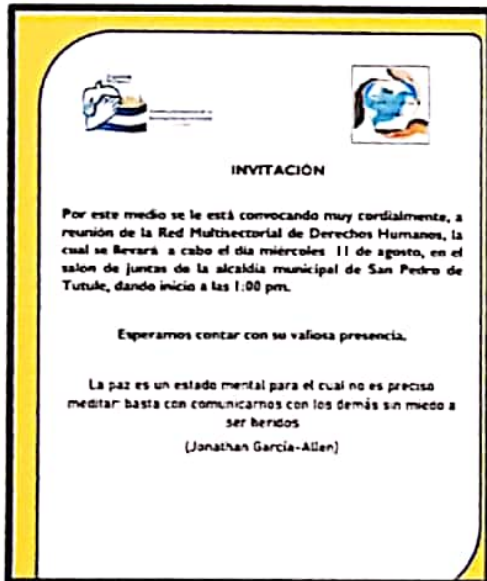 INVITACIÓN
Por este medio se le está convocando muy cordialmente, a
reunión de la Red Multisectorial de Derechos Humanos, la
cual se llevará a cabo el día miércoles 11 de agosto, en el
salon de juntas de la alcaldía municipal de San Pedro de
Tutule, dando inicio a las 1:00 pm.
Esperamos contar con su valiosa presencia.
La paz es un estado mental para el cual no es preciso
meditar basta con comunicarnos con los demás sin miedo a
ser heridos
(Jonathan García-Allen)